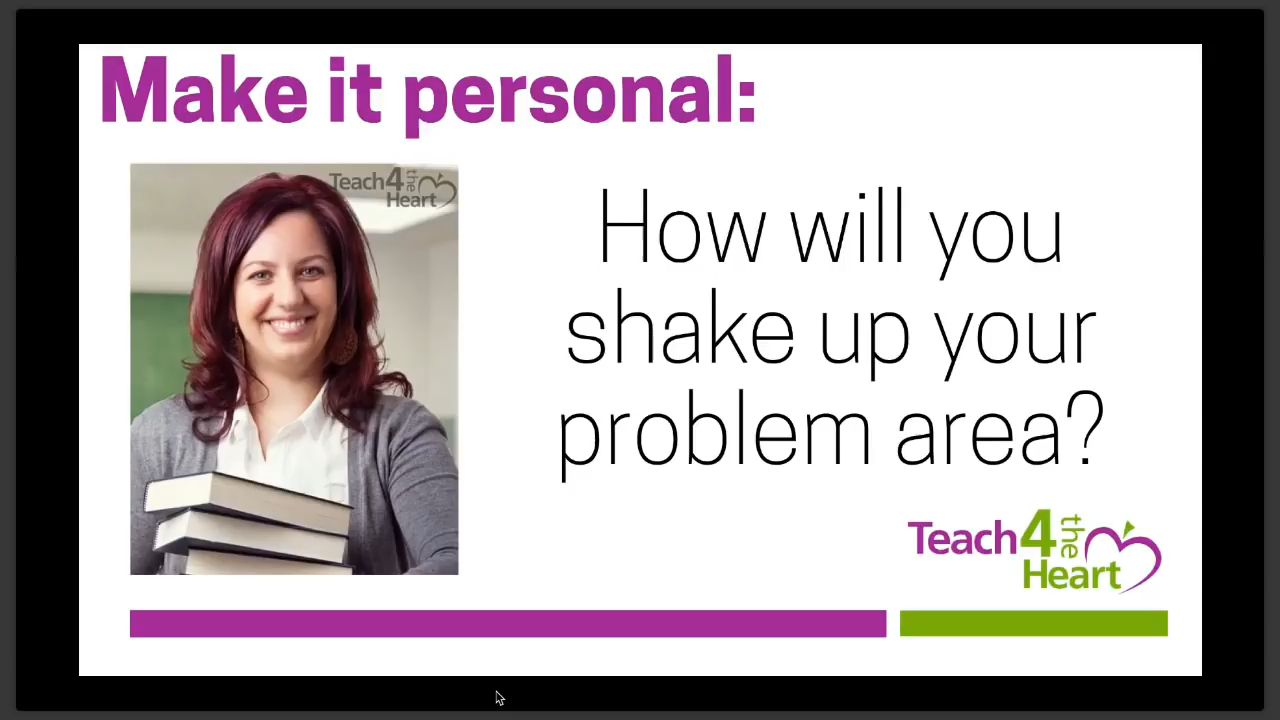 Make it personal:
Teach4the
Heart
How will you
shake up your
problem area?
Teach4the
Heart